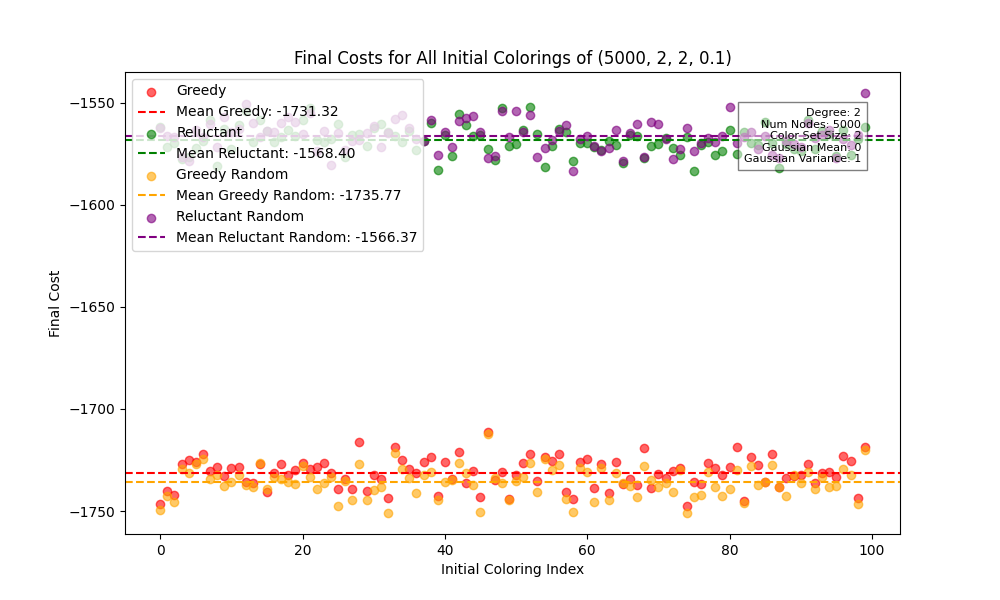 Final Costs for All Initial Colorings of (5000, 2, 2, 0.1)
Greedy
Mean Greedy: -1731.32
Reluctant
Mean Reluctant: -1568.40
Greedy Random
Mean Greedy Random: -1735.77
Reluctant Random
Mean Reluctant Random: -1566.37
Degree: 2
Num Nodes: 5000
Color Set Size: 2
Gaussian Mean: 0
Gaussian Variance: 1
Final Cost
−1550
−1600
−1650
−1700
−1750
0 20 40 60 80 100
Initial Coloring Index